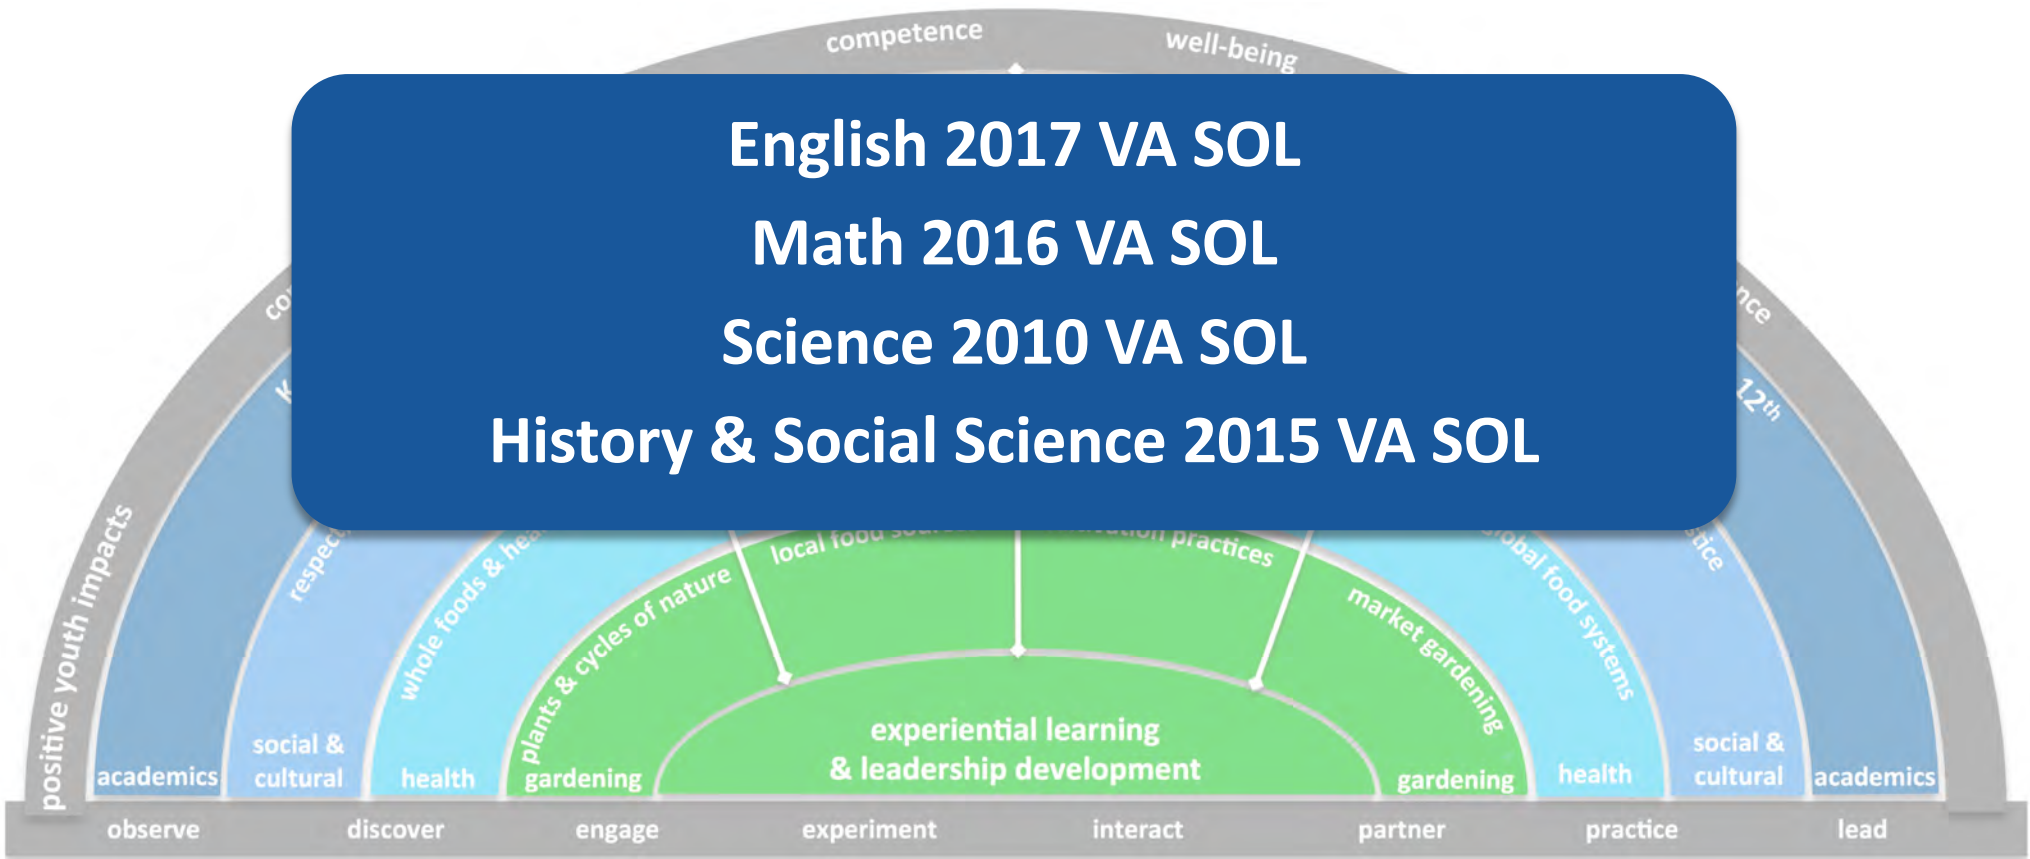 competence
well-being
English 2017 VA SOL
Math 2016 VA SOL
Science 2010 VA SOL
History & Social Science 2015 VA SOL
12th
positive youth impacts
whole foods &
plants & cycles of nature
local food
practices
market gardening
global food systems
experiential learning
& leadership development
academics
social &
cultural
health
gardening
gardening
health
social &
cultural
academics
observe
discover
engage
experiment
interact
partner
practice
lead